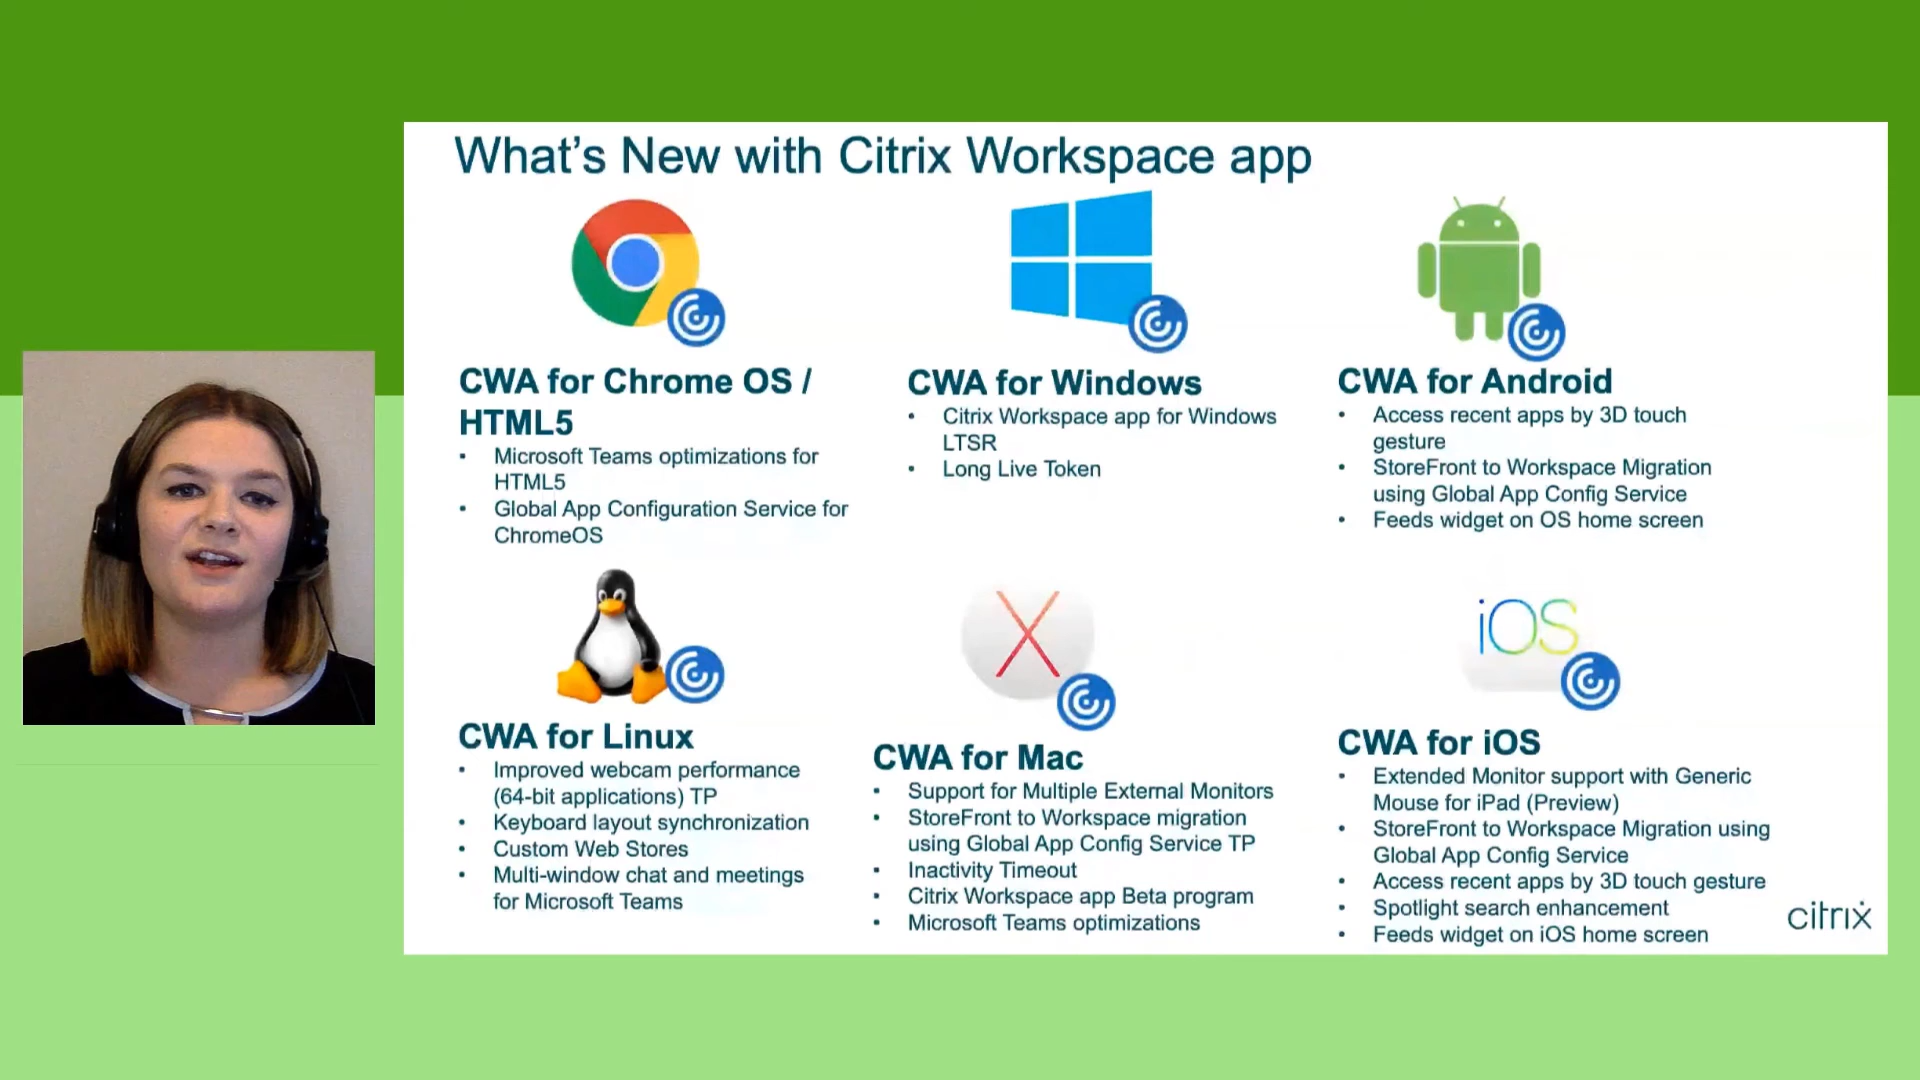 What's New with Citrix Workspace app
CWA for Chrome OS /
HTML5
• Microsoft Teams optimizations for
HTML5
• Global App Configuration Service for
ChromeOS
CWA for Windows
• Citrix Workspace app for Windows
LTSR
• Long Live Token
CWA for Android
• Access recent apps by 3D touch
gesture
• StoreFront to Workspace Migration
using Global App Config Service
• Feeds widget on OS home screen
CWA for Linux
• Improved webcam performance
(64-bit applications) TP
• Keyboard layout synchronization
• Custom Web Stores
• Multi-window chat and meetings
for Microsoft Teams
CWA for Mac
• Support for Multiple External Monitors
• StoreFront to Workspace migration
using Global App Config Service TP
• Inactivity Timeout
• Citrix Workspace app Beta program
• Microsoft Teams optimizations
iOS
CWA for iOS
• Extended Monitor support with Generic
Mouse for iPad (Preview)
• StoreFront to Workspace Migration using
Global App Config Service
• Access recent apps by 3D touch gesture
• Spotlight search enhancement
• Feeds widget on iOS home screen
citrix